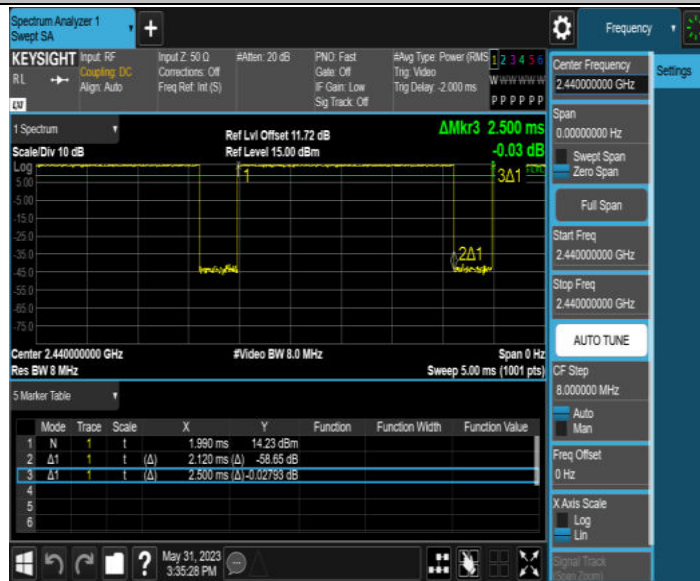 Spectrum Analyzer 1
Swept SA
+
Frequency
KEYSIGHT
RL
LXI
Input: RF
Coupling: DC
Align: Auto
Input Z: 50 Ω
Corrections: Off
Freq Ref: Int (S)
#Atten: 20 dB
PNO: Fast
Gate: Off
IF Gain: Low
Sig Track: Off
#Avg Type: Power (RMS
Trig: Video
Trig Delay: -2.000 ms
1 2 3 4 5 6
W W W W W W
P P P P P P
Center Frequency
2.440000000 GHz
Settings
Span
0.00000000 Hz
Swept Span
Zero Span
Full Span
Start Freq
2.440000000 GHz
Stop Freq
2.440000000 GHz
AUTO TUNE
CF Step
8.000000 MHz
Auto
Man
Freq Offset
0 Hz
X Axis Scale
Log
Lin
Signal Track
(Span Zoom)
1 Spectrum
Scale/Div 10 dB
Ref Lvl Offset 11.72 dB
Ref Level 15.00 dBm
ΔMkr3 2.500 ms
-0.03 dB
Log
5.00
-5.00
-15.0
-25.0
-35.0
-45.0
-55.0
-65.0
-75.0
1
3Δ1
2Δ1
Center 2.440000000 GHz
Res BW 8 MHz
#Video BW 8.0 MHz
Span 0 Hz
Sweep 5.00 ms (1001 pts)
5 Marker Table
Mode Trace Scale X Y Function Function Width Function Value
1 N 1 t 1.990 ms 14.23 dBm
2 Δ1 1 t (Δ) 2.120 ms (Δ) -58.65 dB
3 Δ1 1 t (Δ) 2.500 ms (Δ) -0.02793 dB
4
5
6
?
May 31, 2023
3:35:28 PM